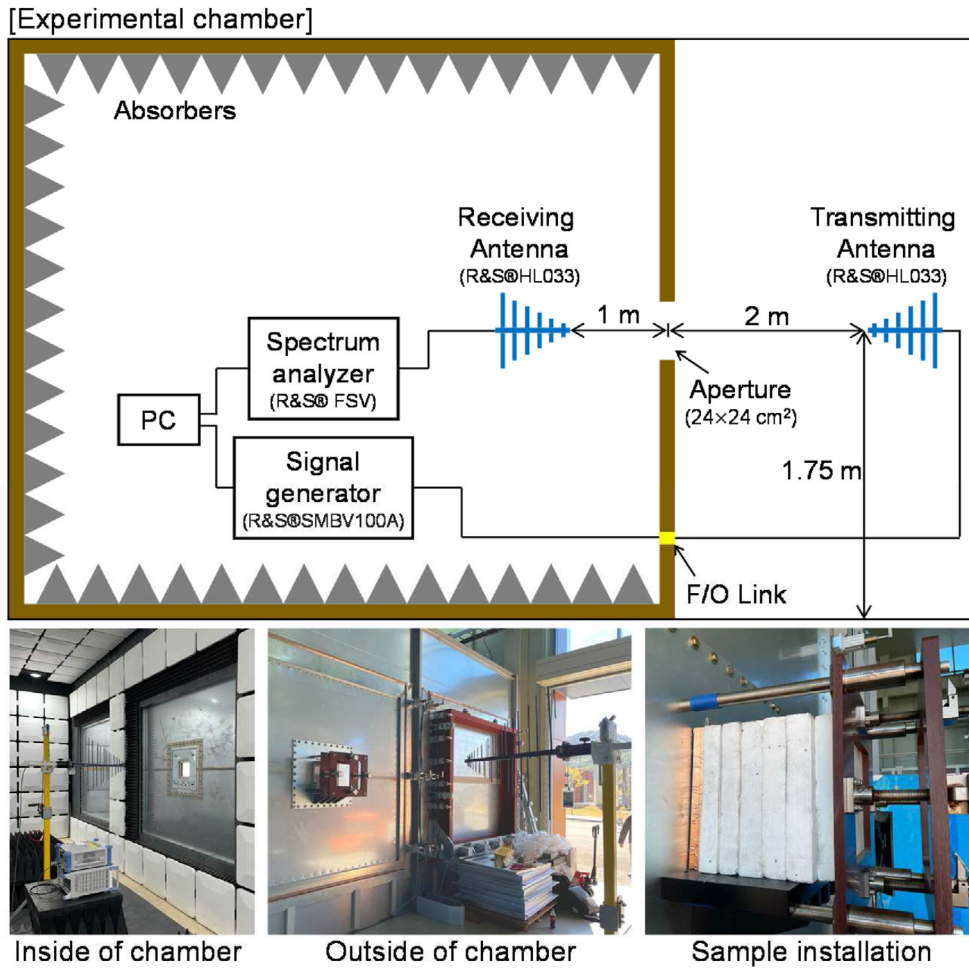 [Experimental chamber]
Absorbers
Receiving
Antenna
(R&S®HL033)
Transmitting
Antenna
(R&S®HL033)
1 m
2 m
Spectrum
analyzer
(R&S® FSV)
Aperture
(24×24 cm²)
PC
Signal
generator
(R&S®SMBV100A)
1.75 m
F/O Link
Inside of chamber
Outside of chamber
Sample installation